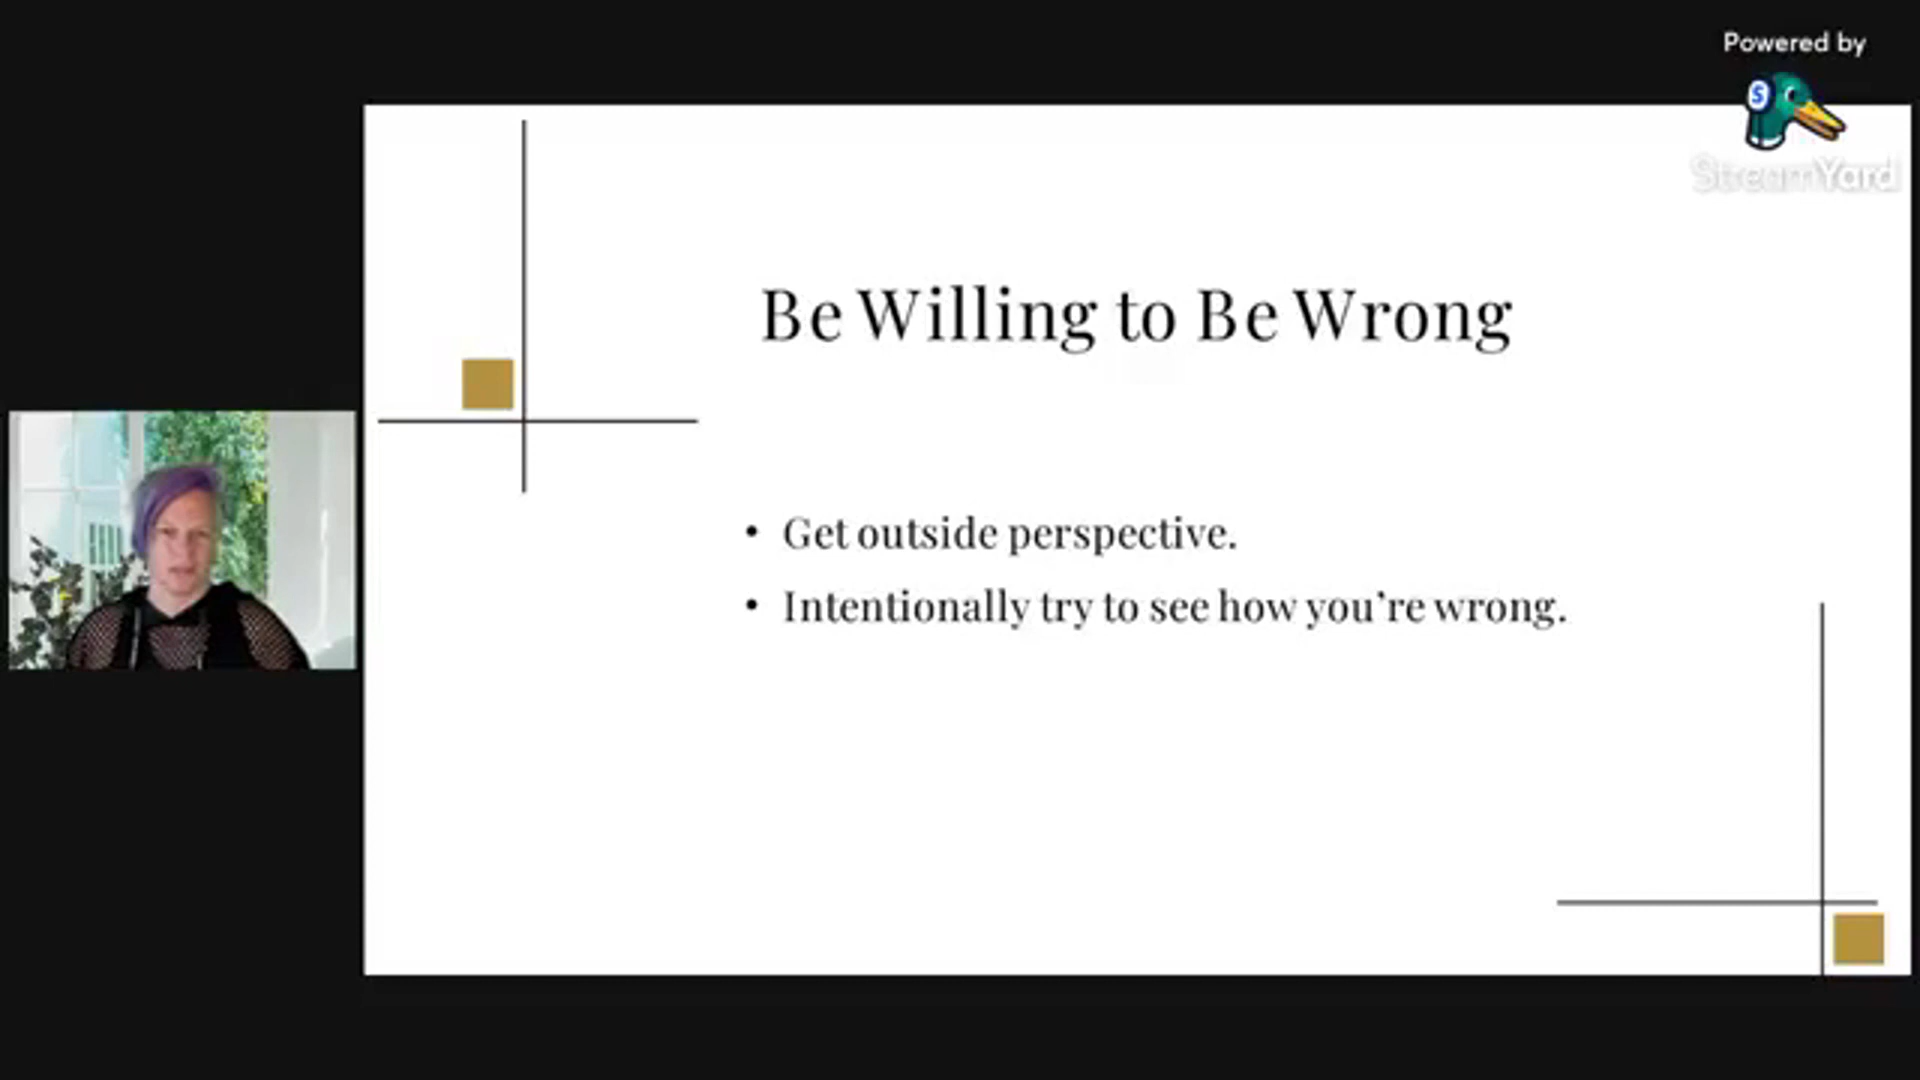 Powered by
S
StreamYard
Be Willing to Be Wrong
• Get outside perspective.
• Intentionally try to see how you’re wrong.